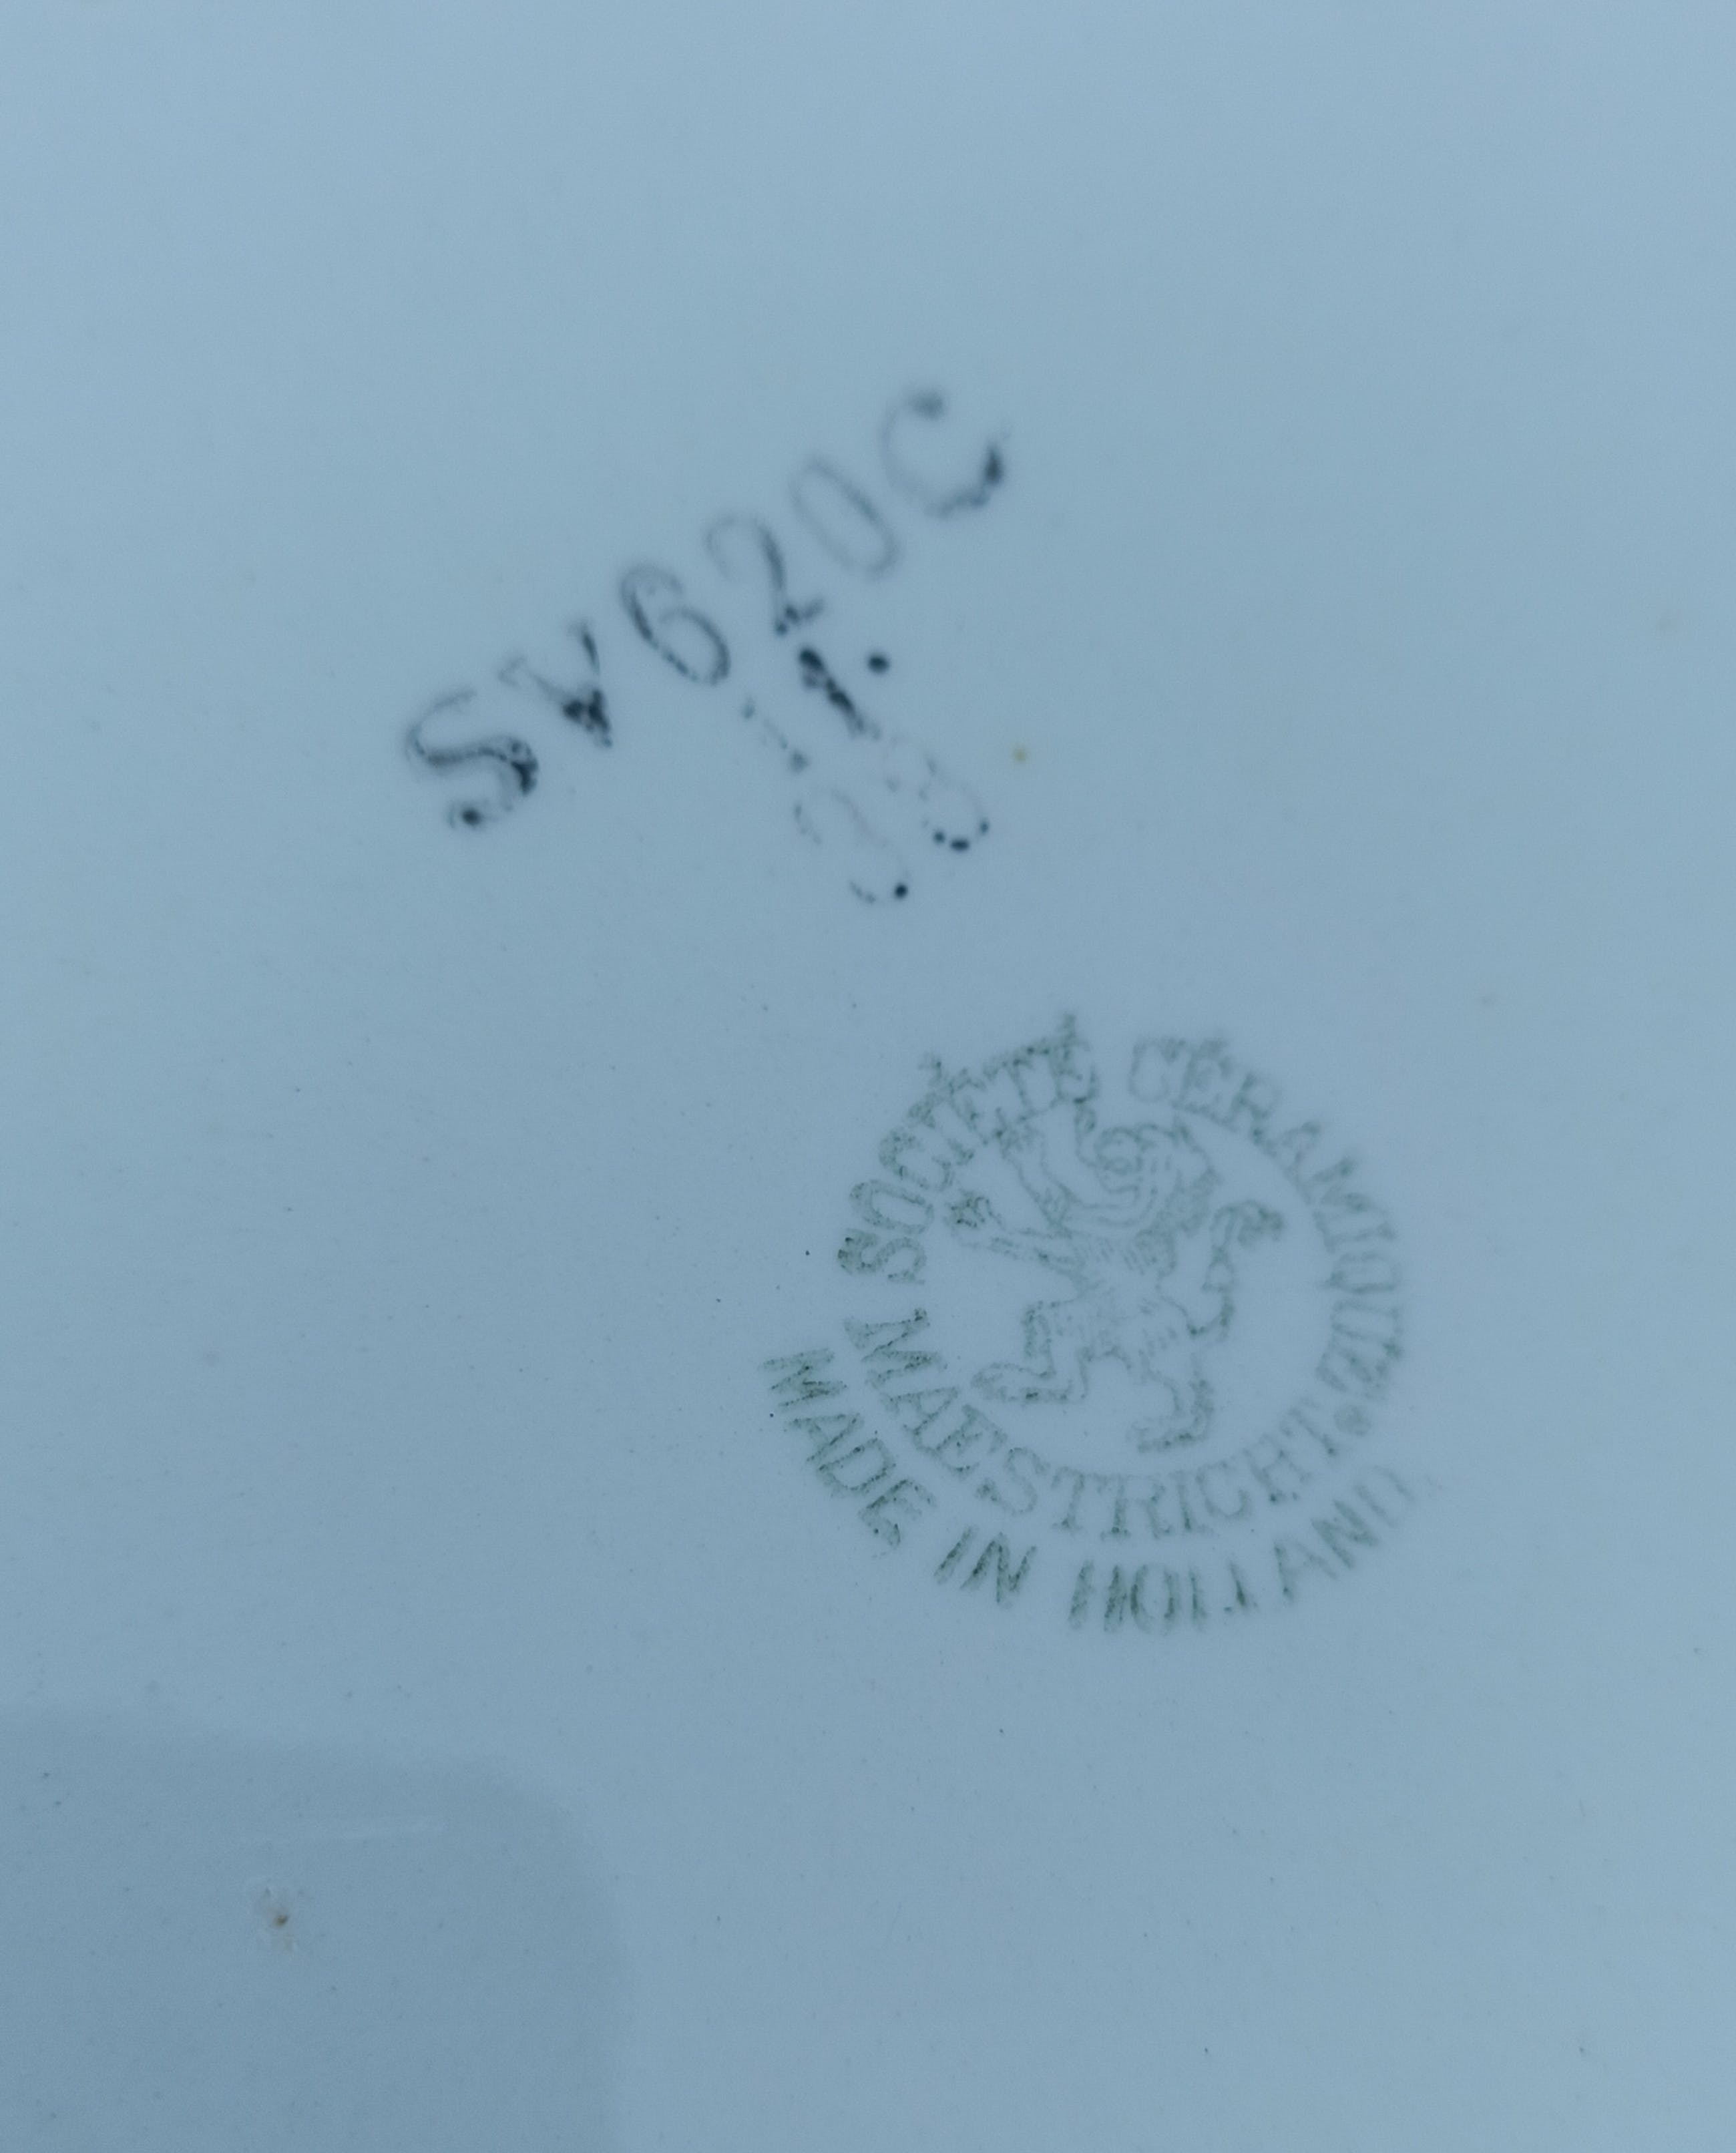 SV620C
SOCIÉTÉ CÉRAMIQUE
MAESTRICHT
MADE IN HOLLAND